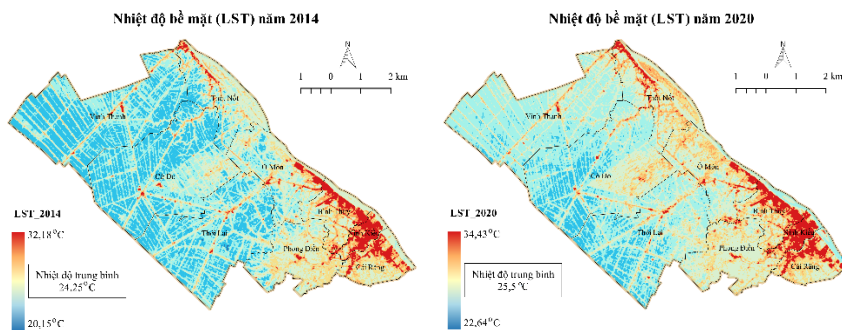 Nhiệt độ bề mặt (LST) năm 2014
N
1 0 2 km
Thốt Nốt
Vĩnh Thạnh
Cờ Đỏ
Ô Môn
Bình Thủy
Ninh Kiều
Thới Lai
Phong Điền
Cái Răng
LST_2014
32,18°C
Nhiệt độ trung bình
24,25°C
20,15°C
Nhiệt độ bề mặt (LST) năm 2020
N
1 0 1 2 km
Thốt Nốt
Vĩnh Thạnh
Cờ Đỏ
Ô Môn
Bình Thủy
Ninh Kiều
Thới Lai
Phong Điền
Cái Răng
LST_2020
34,43°C
Nhiệt độ trung bình
25,5°C
22,64°C